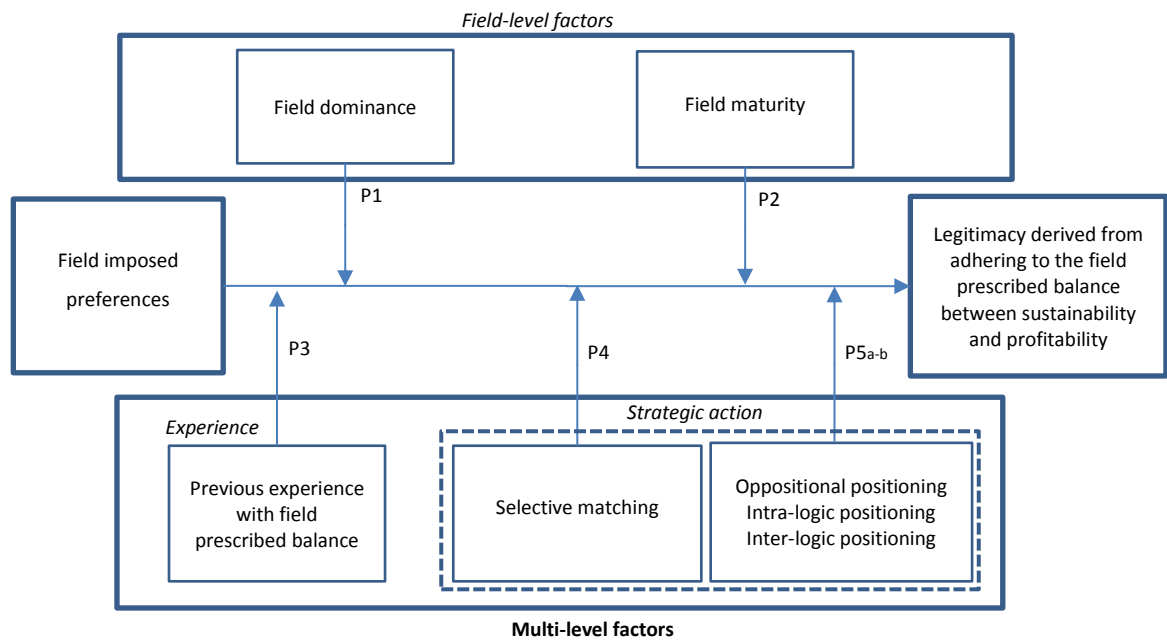 Field-level factors
Field dominance
Field maturity
P1
P2
Field imposed
preferences
Legitimacy derived from
adhering to the field
prescribed balance
between sustainability
and profitability
P3
P4
P5a-b
Experience
Strategic action
Previous experience
with field
prescribed balance
Selective matching
Oppositional positioning
Intra-logic positioning
Inter-logic positioning
Multi-level factors